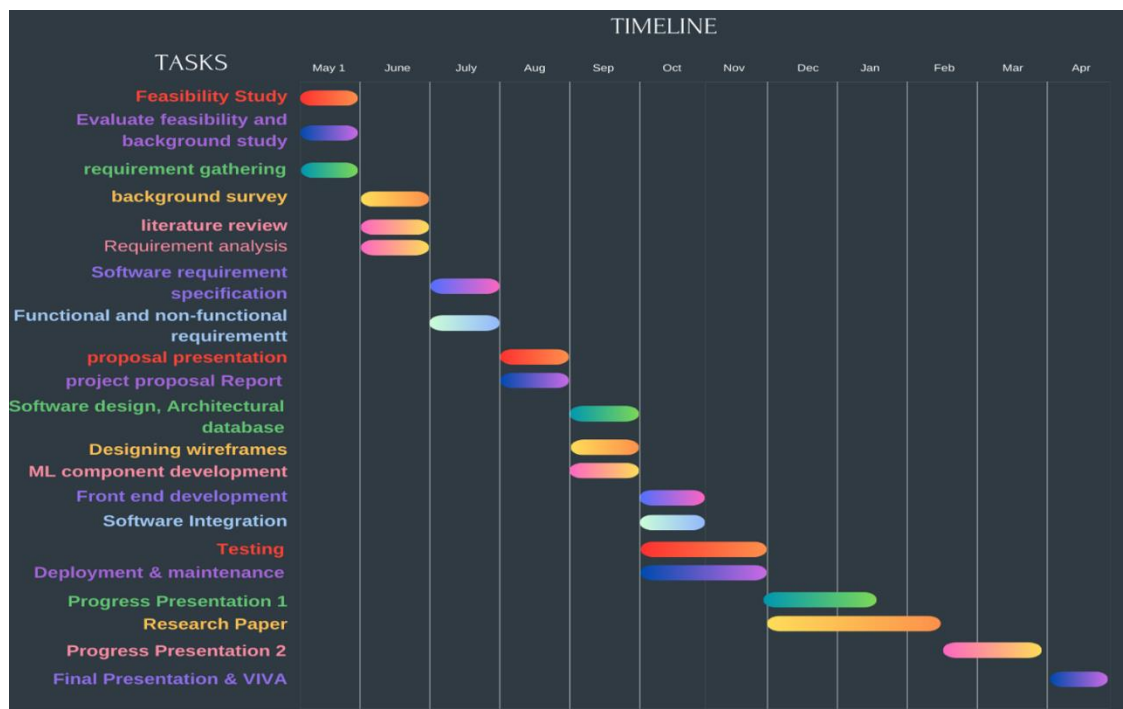 TIMELINE
TASKS
May 1 June July Aug Sep Oct Nov Dec Jan Feb Mar Apr
Feasibility Study
Evaluate feasibility and
background study
requirement gathering
background survey
literature review
Requirement analysis
Software requirement
specification
Functional and non-functional
requirementt
proposal presentation
project proposal Report
Software design, Architectural
database
Designing wireframes
ML component development
Front end development
Software Integration
Testing
Deployment & maintenance
Progress Presentation 1
Research Paper
Progress Presentation 2
Final Presentation & VIVA